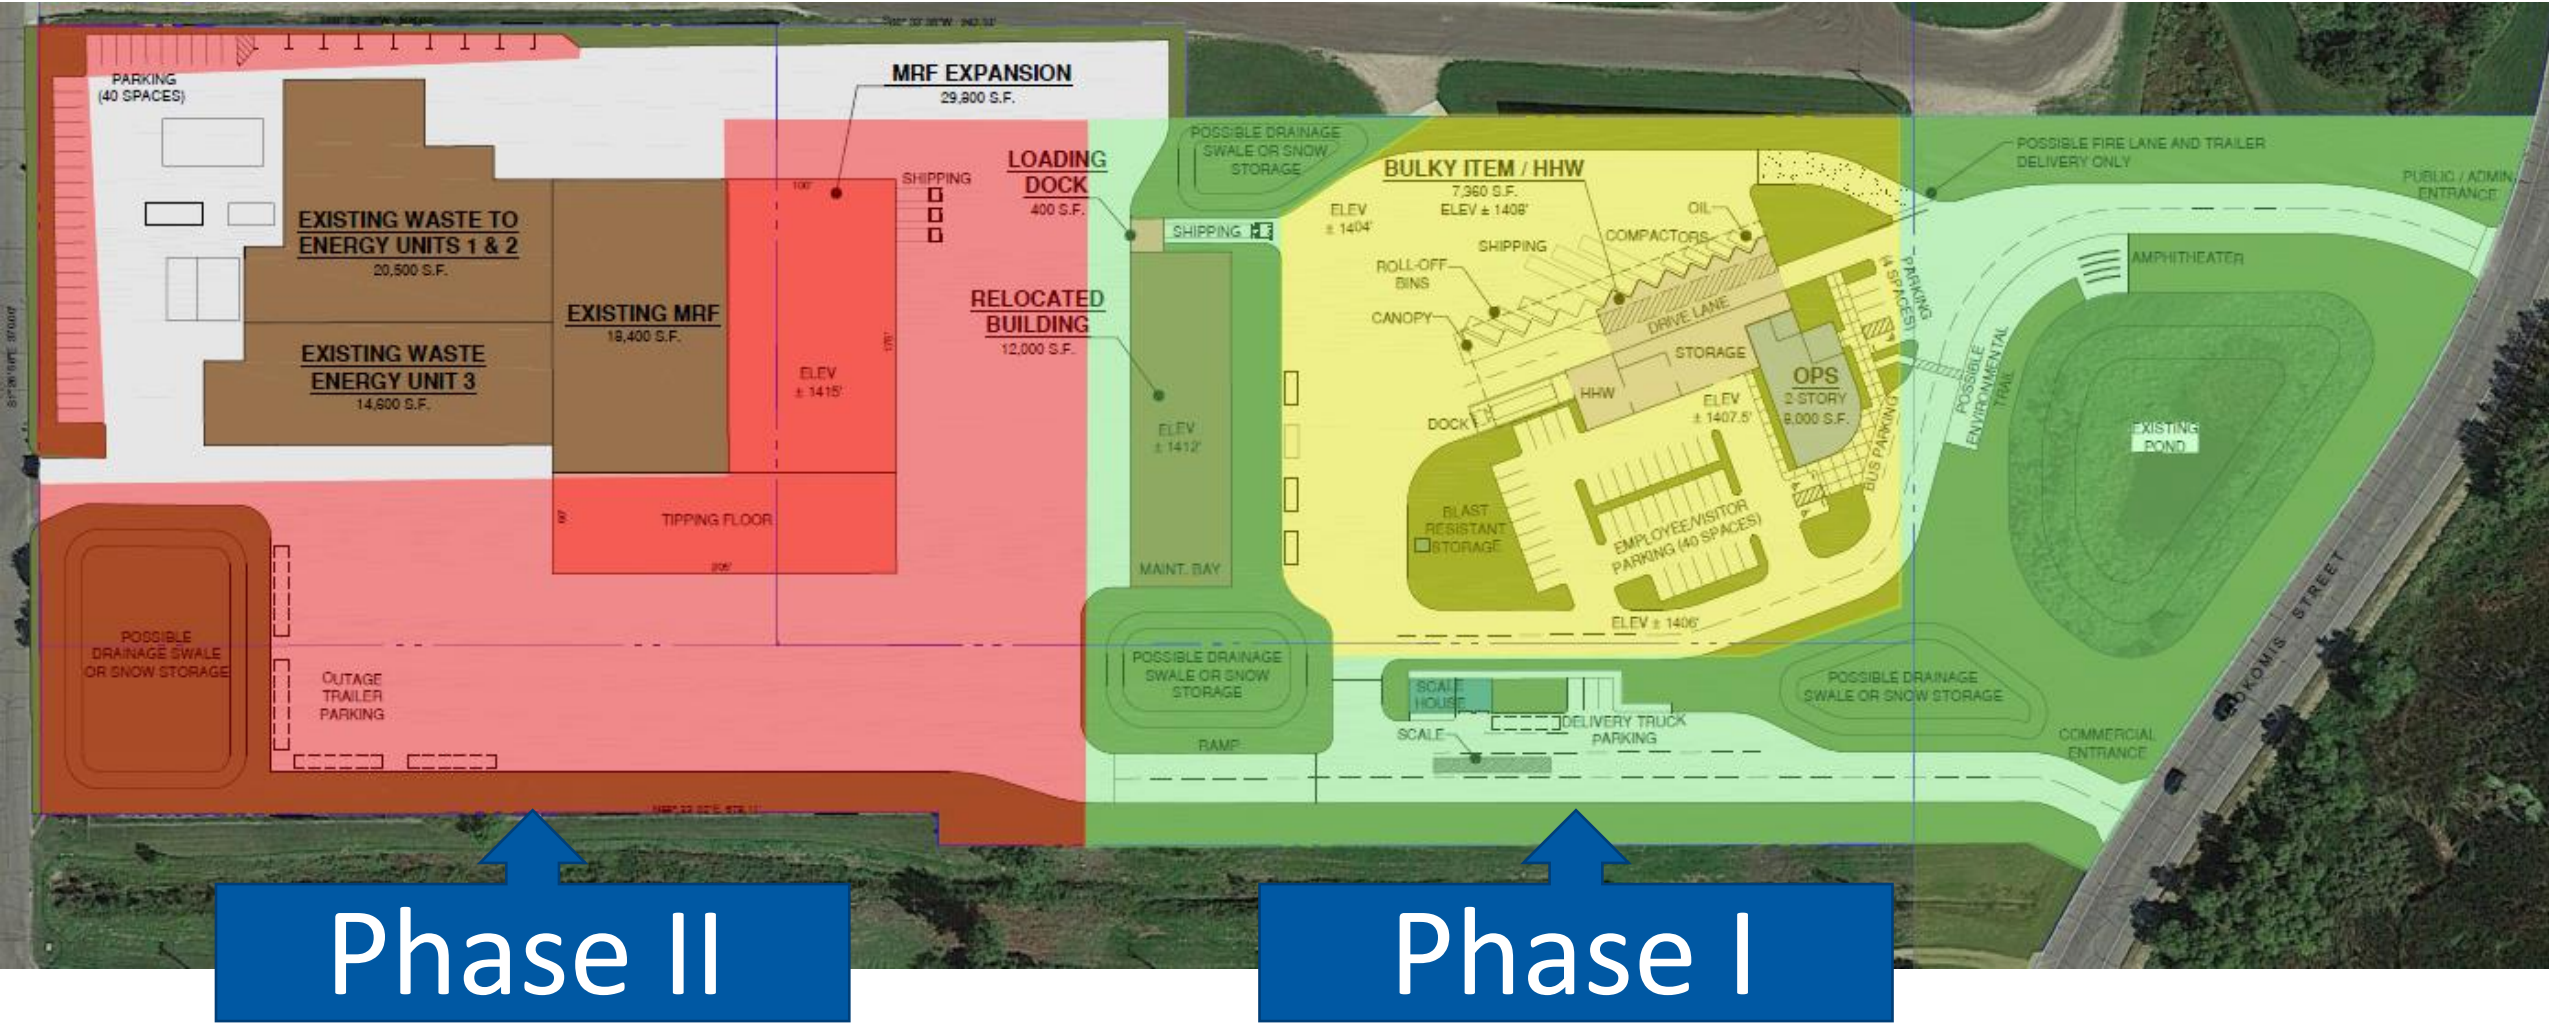 PARKING
(40 SPACES)
MRF EXPANSION
29,800 S.F.
EXISTING WASTE TO
ENERGY UNITS 1 & 2
20,500 S.F.
EXISTING WASTE
ENERGY UNIT 3
14,600 S.F.
EXISTING MRF
18,400 S.F.
100'
176'
ELEV
± 1415'
SHIPPING
TIPPING FLOOR
LOADING
DOCK
400 S.F.
RELOCATED
BUILDING
12,000 S.F.
POSSIBLE DRAINAGE
SWALE OR SNOW
STORAGE
SHIPPING
ELEV
± 1412'
MAINT. BAY
POSSIBLE DRAINAGE
SWALE OR SNOW
STORAGE
RAMP
POSSIBLE
DRAINAGE SWALE
OR SNOW STORAGE
OUTAGE
TRAILER
PARKING
BULKY ITEM / HHW
7,360 S.F.
ELEV ± 1408'
ELEV
± 1404'
SHIPPING
OIL
COMPACTORS
ROLL-OFF
BINS
CANOPY
DRIVE LANE
STORAGE
HHW
DOCK
OPS
2-STORY
8,000 S.F.
ELEV
± 1407.5'
BLAST
RESISTANT
STORAGE
EMPLOYEE/VISITOR
PARKING (40 SPACES)
BUS PARKING
PARKING
(4 SPACES)
ELEV ± 1406'
POSSIBLE FIRE LANE AND TRAILER
DELIVERY ONLY
PUBLIC / ADMIN.
ENTRANCE
AMPHITHEATER
POSSIBLE
ENVIRONMENTAL
TRAIL
EXISTING
POND
SCALE
HOUSE
SCALE
DELIVERY TRUCK
PARKING
POSSIBLE DRAINAGE
SWALE OR SNOW STORAGE
COMMERCIAL
ENTRANCE
STREET
Phase II
Phase I